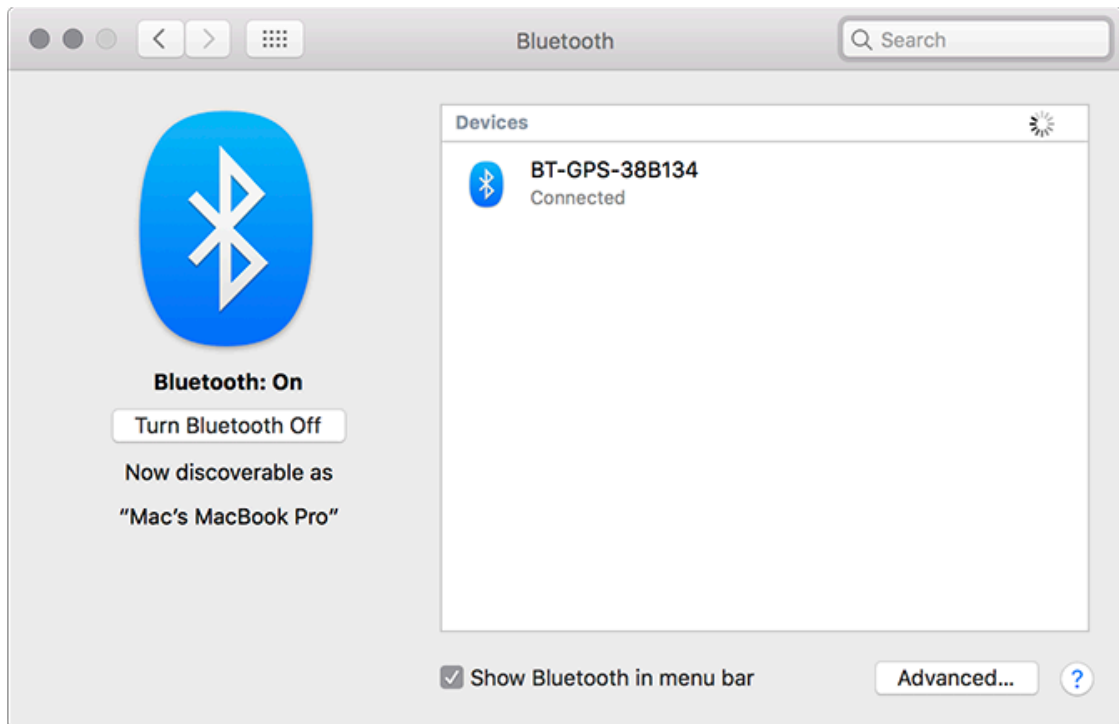 Bluetooth
Search
Bluetooth: On
Turn Bluetooth Off
Now discoverable as
“Mac’s MacBook Pro”
Devices
BT-GPS-38B134
Connected
Show Bluetooth in menu bar
Advanced...
?